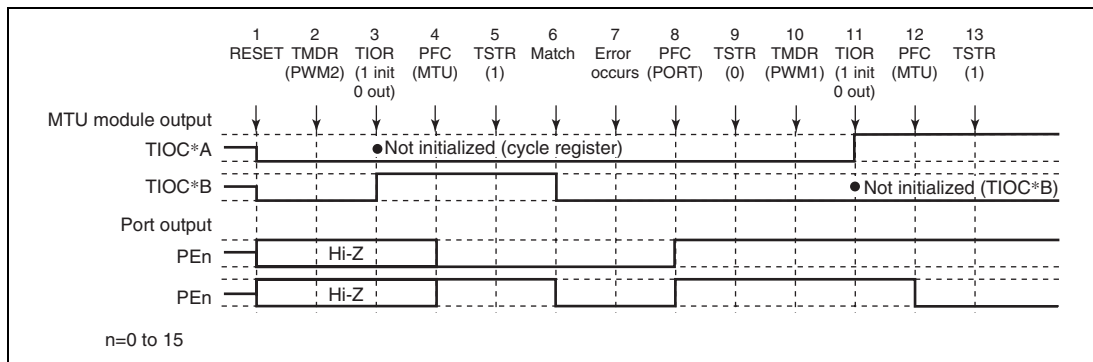 1 2 3 4 5 6 7 8 9 10 11 12 13
RESET TMDR TIOR PFC TSTR Match Error PFC TSTR TMDR TIOR PFC TSTR
(PWM2) (1 init (MTU) (1) occurs (PORT) (0) (PWM1) (1 init (MTU) (1)
0 out) 0 out)
MTU module output
TIOC*A
●Not initialized (cycle register)
TIOC*B
● Not initialized (TIOC*B)
Port output
PEn
Hi-Z
PEn
Hi-Z
n=0 to 15